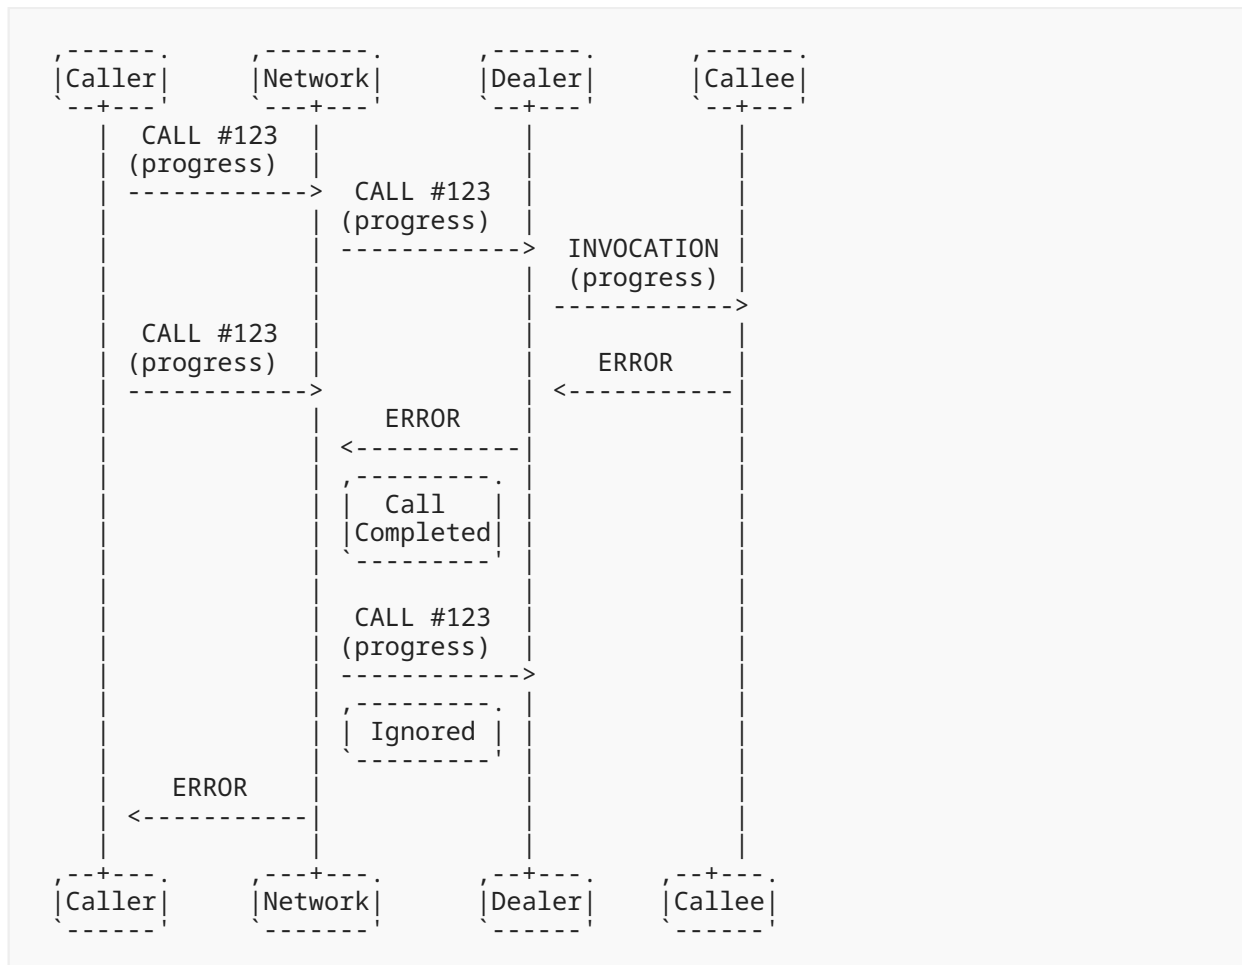 Caller Network Dealer Callee
CALL #123
(progress)
CALL #123
(progress)
INVOCATION
(progress)
CALL #123
(progress) ERROR
ERROR
Call
Completed
CALL #123
(progress)
Ignored
ERROR
Caller Network Dealer Callee